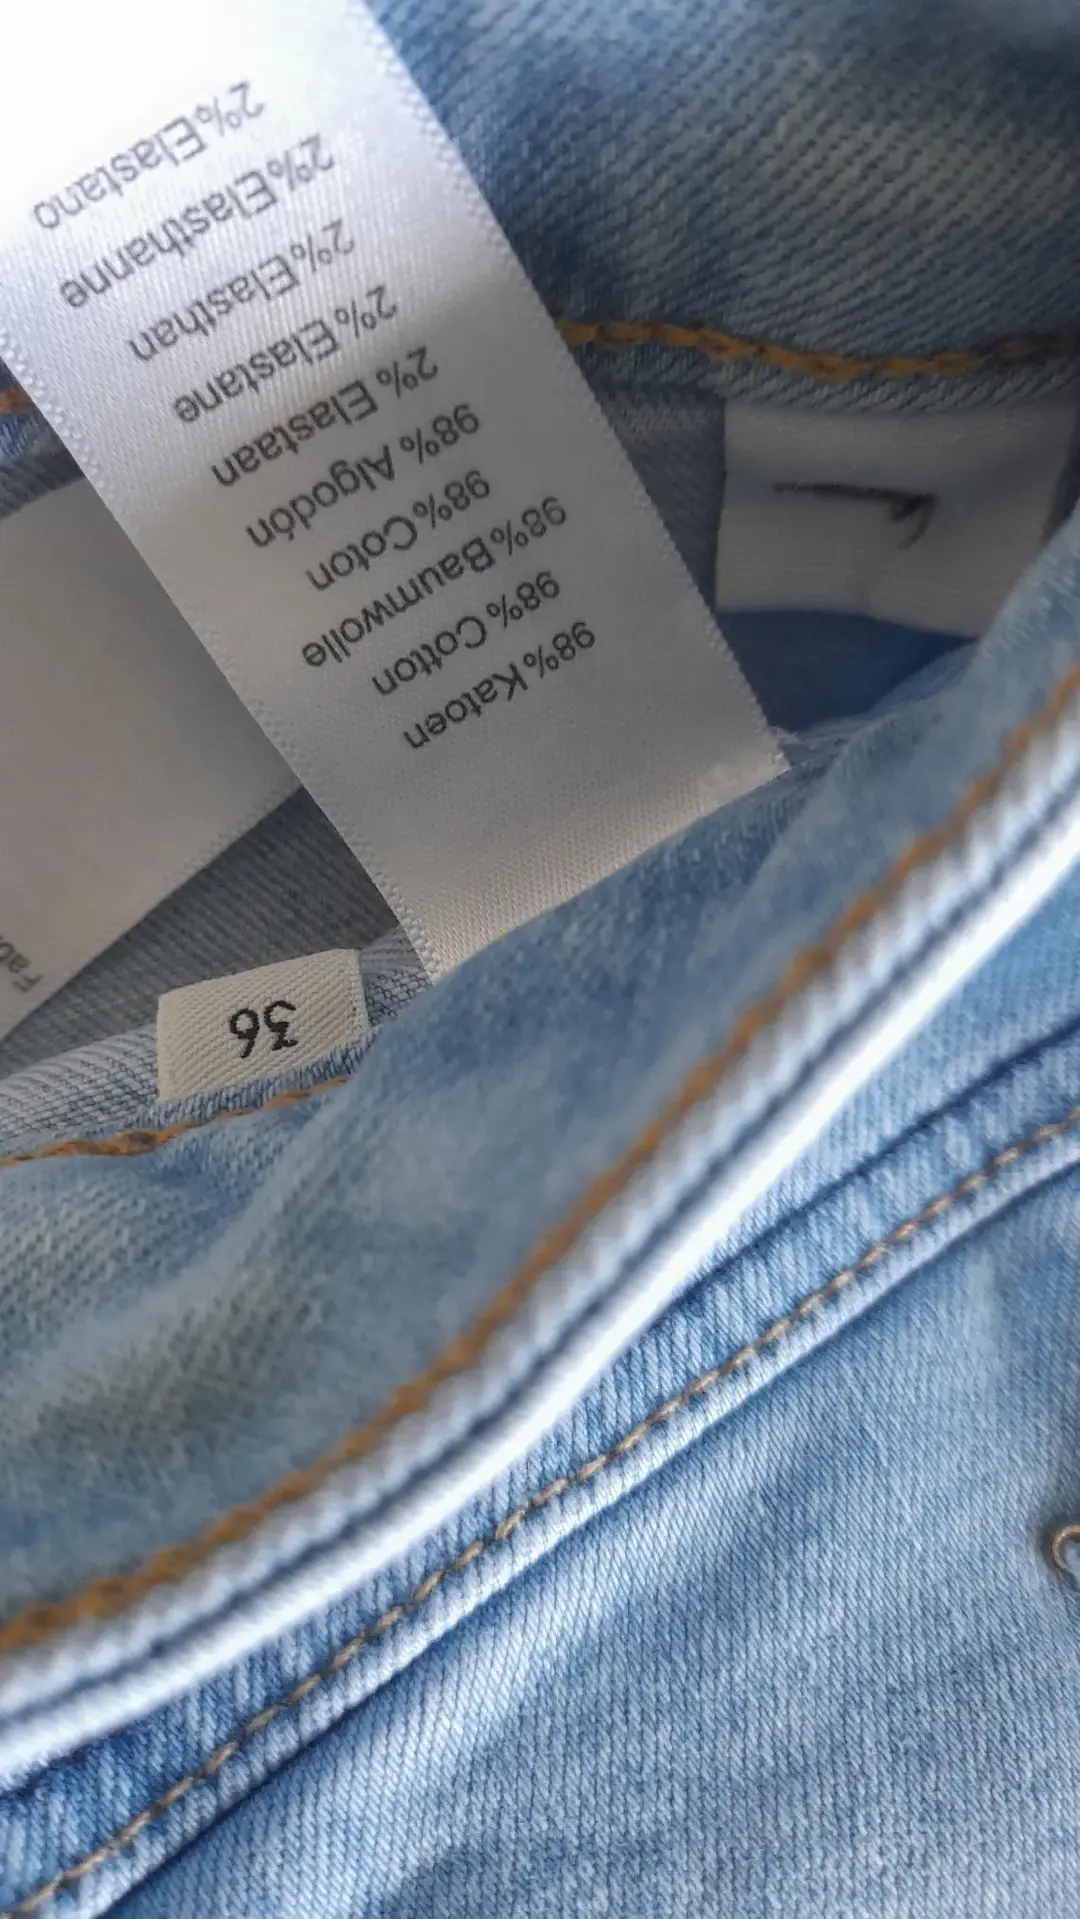 98% Katoen
98% Cotton
98% Baumwolle
98% Coton
98% Algodón
2% Elastaan
2% Elastane
2% Elasthan
2% Elasthanne
2% Elastano
36
L